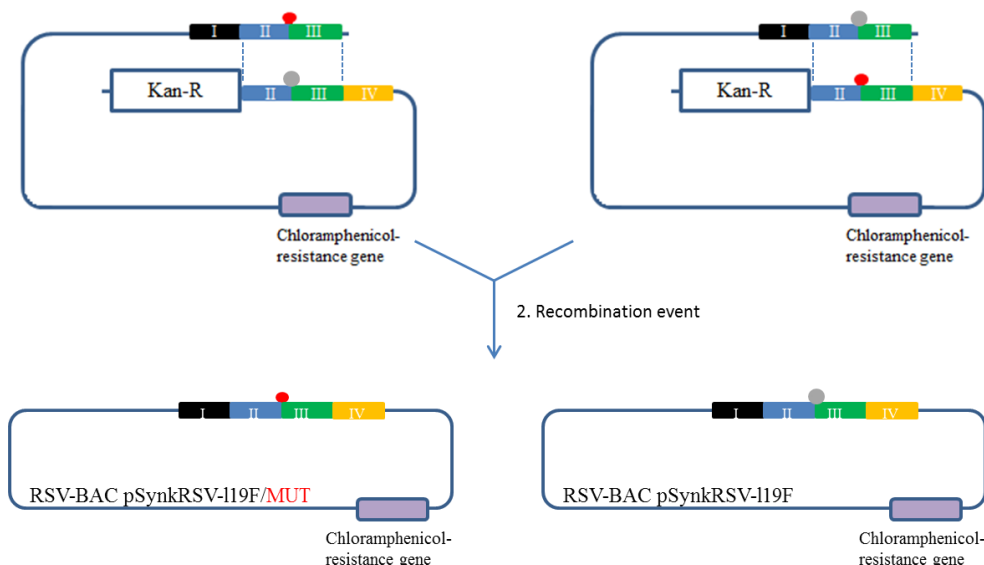 I II III
I II III
Kan-R
II III IV
Kan-R
II III IV
Chloramphenicol-
resistance gene
Chloramphenicol-
resistance gene
2. Recombination event
I II III IV
I II III IV
RSV-BAC pSynkRSV-l19F/MUT
RSV-BAC pSynkRSV-l19F
Chloramphenicol-
resistance gene
Chloramphenicol-
resistance gene